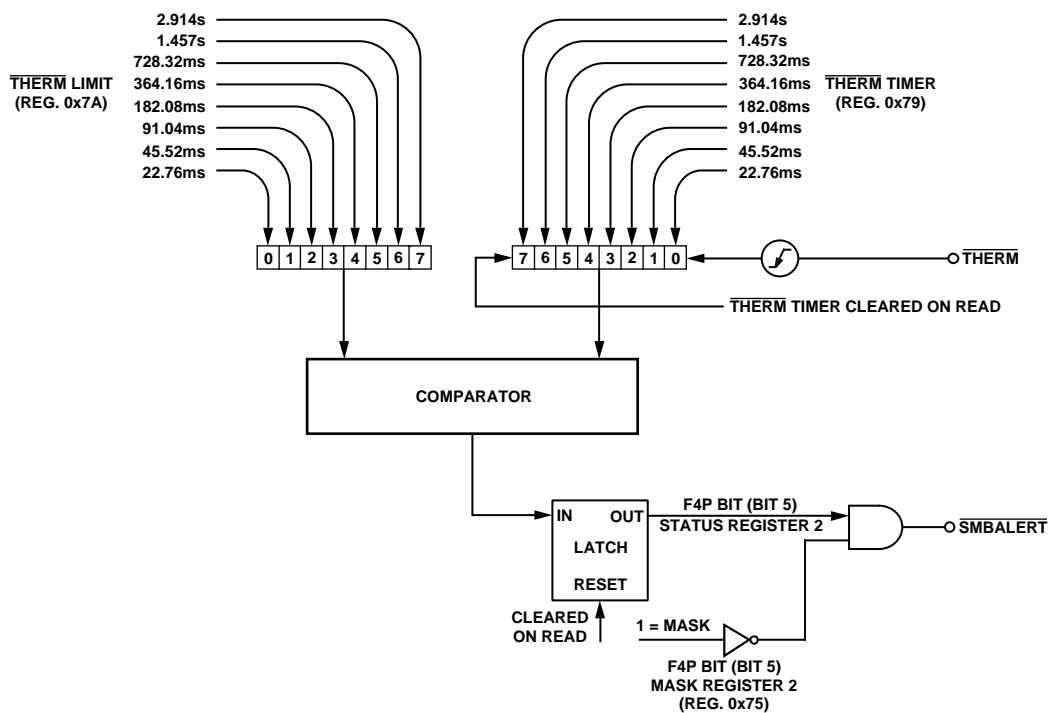 2.914s
1.457s
728.32ms
364.16ms
182.08ms
91.04ms
45.52ms
22.76ms
THERM LIMIT
(REG. 0x7A)
2.914s
1.457s
728.32ms
364.16ms
182.08ms
91.04ms
45.52ms
22.76ms
THERM TIMER
(REG. 0x79)
0 1 2 3 4 5 6 7
7 6 5 4 3 2 1 0
THERM
THERM TIMER CLEARED ON READ
COMPARATOR
IN OUT
LATCH
RESET
F4P BIT (BIT 5)
STATUS REGISTER 2
SMBALERT
CLEARED
ON READ
1 = MASK
F4P BIT (BIT 5)
MASK REGISTER 2
(REG. 0x75)